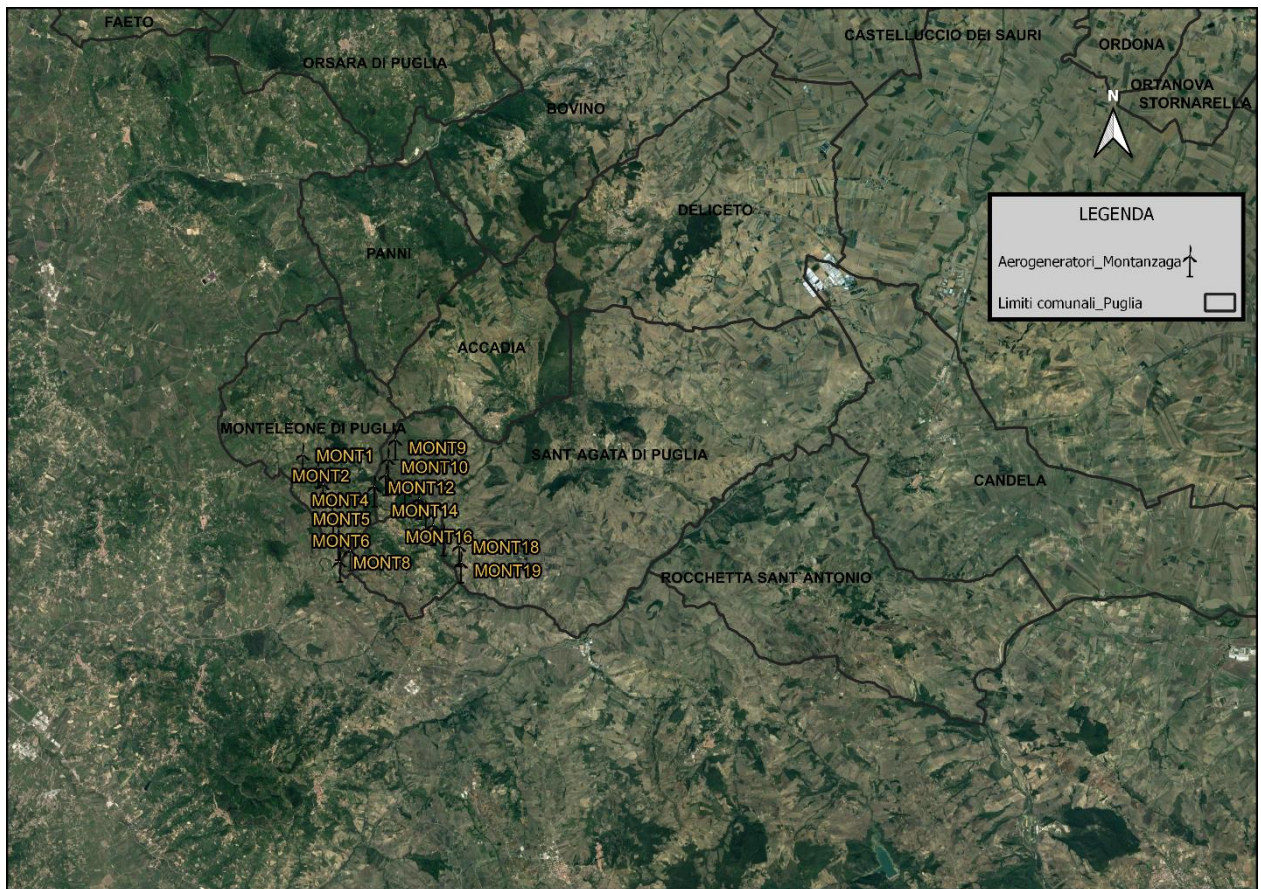 FAETO
CASTELLUCCIO DEI SAURI
ORDONA
ORSARA DI PUGLIA
ORTANOVA
N
STORNARELLA
BOVINO
DELICETO
LEGENDA
PANNI
Aerogeneratori_Montanzaga
Limiti comunali_Puglia
ACCADIA
MONTELEONE DI PUGLIA
MONT9
MONT1
SANT`AGATA DI PUGLIA
MONT10
MONT2
CANDELA
MONT12
MONT4
MONT14
MONT5
MONT16
MONT6
MONT18
MONT8
MONT19
ROCCHETTA SANT`ANTONIO